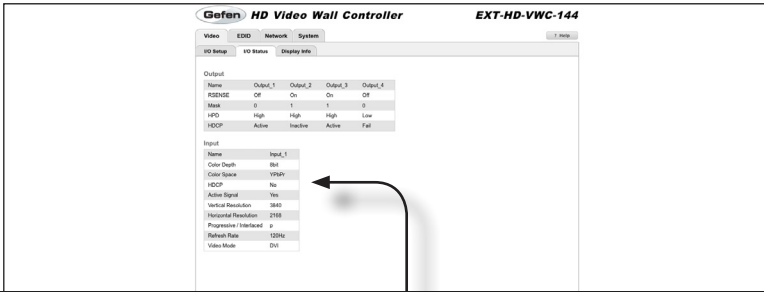 Gefen HD Video Wall Controller EXT-HD-VWC-144
Video EDID Network System ? Help
I/O Setup I/O Status Display Info
Output
Name Output_1 Output_2 Output_3 Output_4
RSENSE Off On On Off
Mask 0 1 1 0
HPD High High High Low
HDCP Active Inactive Active Fail
Input
Name Input_1
Color Depth 8bit
Color Space YPbPr
HDCP No
Active Signal Yes
Vertical Resolution 3840
Horizontal Resolution 2160
Progressive / Interlaced p
Refresh Rate 120Hz
Video Mode DVI